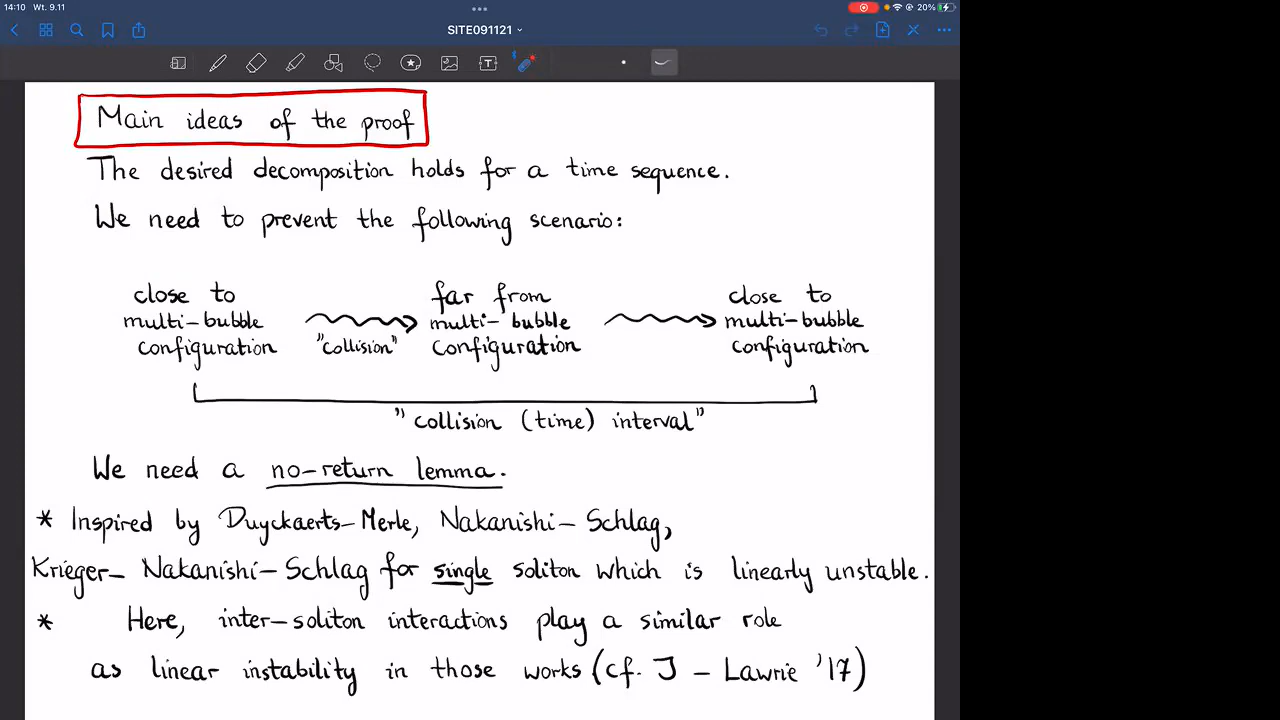 14:10 Wt. 9.11 20%
SITE091121
Main ideas of the proof
The desired decomposition holds for a time sequence.
We need to prevent the following scenario:
close to far from close to
multi-bubble multi-bubble multi-bubble
configuration "collision" configuration configuration
"collision (time) interval"
We need a no-return lemma.
* Inspired by Duyckaerts-Merle, Nakanishi-Schlag,
Krieger-Nakanishi-Schlag for single soliton which is linearly unstable.
* Here, inter-soliton interactions play a similar role
as linear instability in those works (cf. J - Lawrie '17)